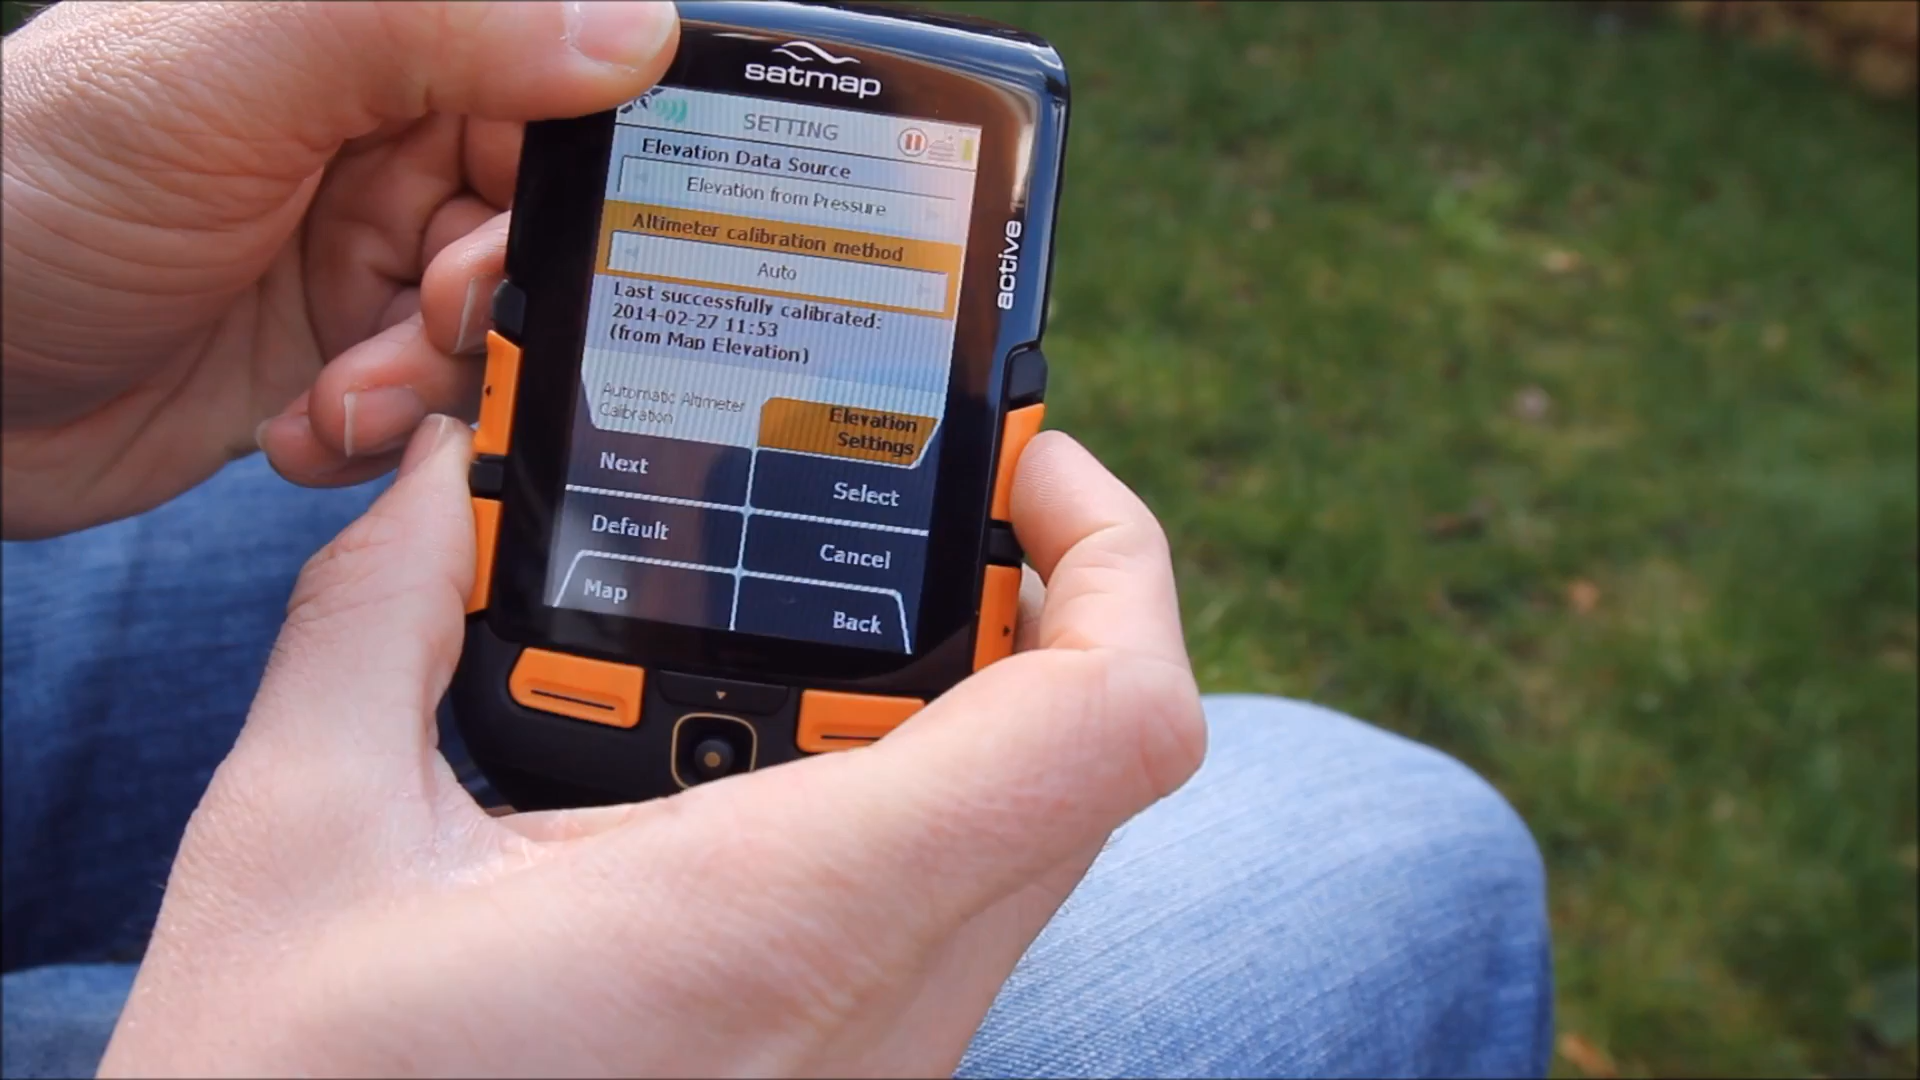 satmap
SETTING
Elevation Data Source
Elevation from Pressure
Altimeter calibration method
Auto
Last successfully calibrated:
2014-02-27 11:53
(from Map Elevation)
Automatic Altimeter
Calibration
Elevation
Settings
Next
Select
Default
Cancel
Map
Back
active